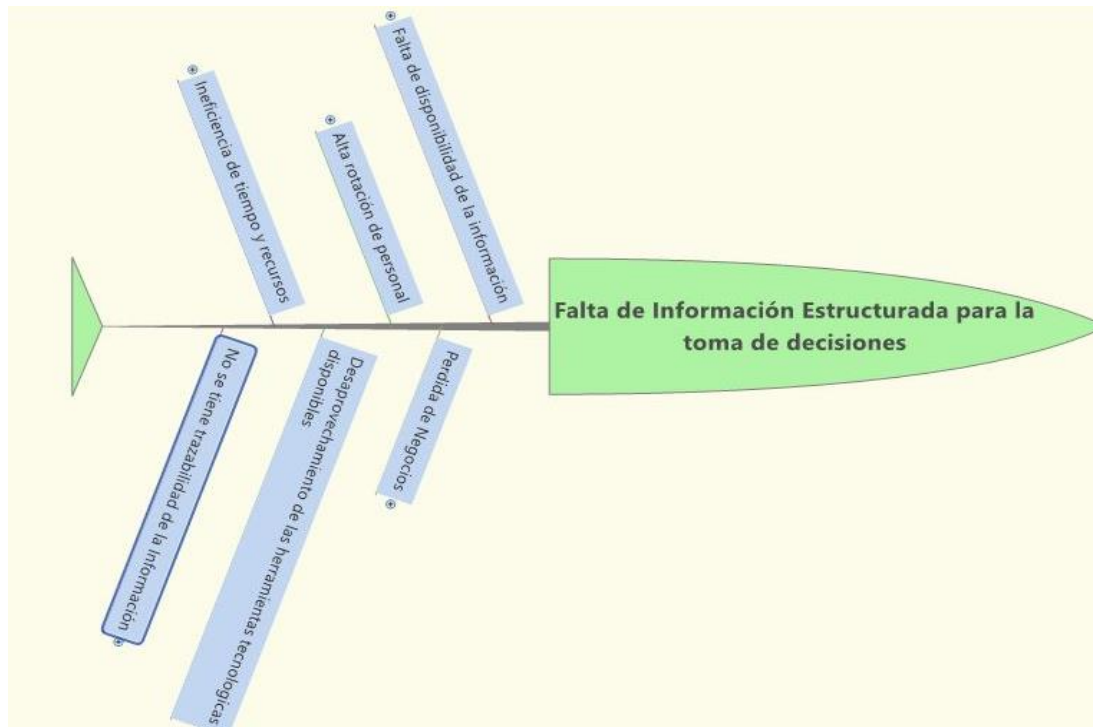 Falta de disponibilidad de la información
Ineficiencia de tiempo y recursos
Alta rotación de personal
Falta de Información Estructurada para la
toma de decisiones
No se tiene trazabilidad de la Información
Desaprovechamiento de las herramientas tecnologicas
disponibles
Perdida de Negocios